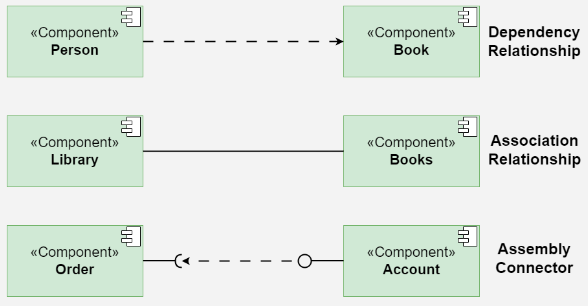 «Component»
Person
«Component»
Book
Dependency
Relationship
«Component»
Library
«Component»
Books
Association
Relationship
«Component»
Order
«Component»
Account
Assembly
Connector